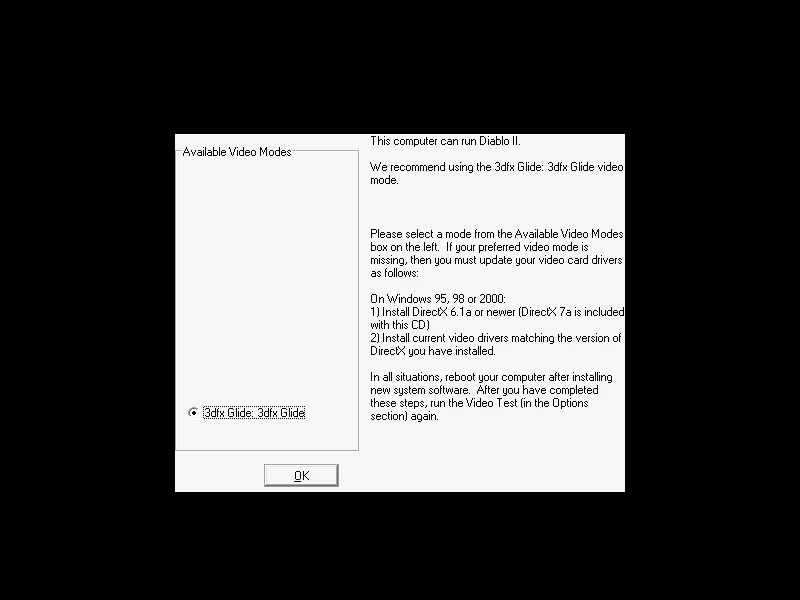 Available Video Modes
3dfx Glide: 3dfx Glide
OK
This computer can run Diablo II.
We recommend using the 3dfx Glide: 3dfx Glide video
mode.
Please select a mode from the Available Video Modes
box on the left.  If your preferred video mode is
missing, then you must update your video card drivers
as follows:
On Windows 95, 98 or 2000:
1) Install DirectX 6.1a or newer (DirectX 7a is included
with this CD)
2) Install current video drivers matching the version of
DirectX you have installed.
In all situations, reboot your computer after installing
new system software.  After you have completed
these steps, run the Video Test (in the Options
section) again.